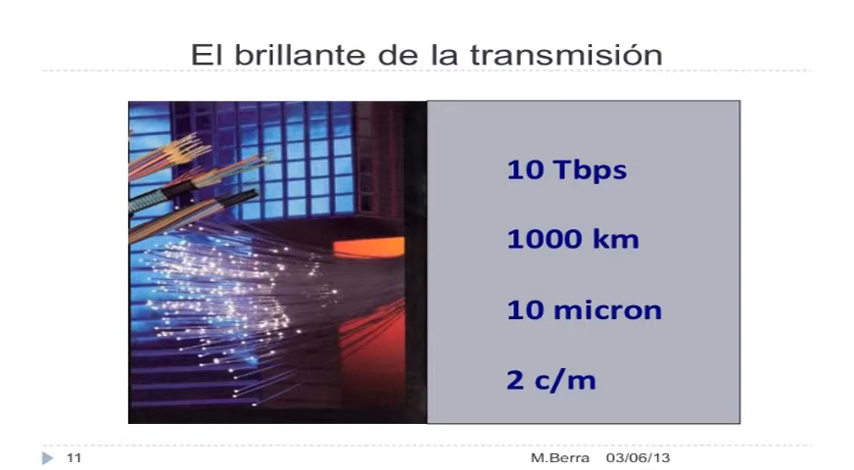 El brillante de la transmisión
10 Tbps
1000 km
10 micron
2 c/m
11 M.Berra 03/06/13